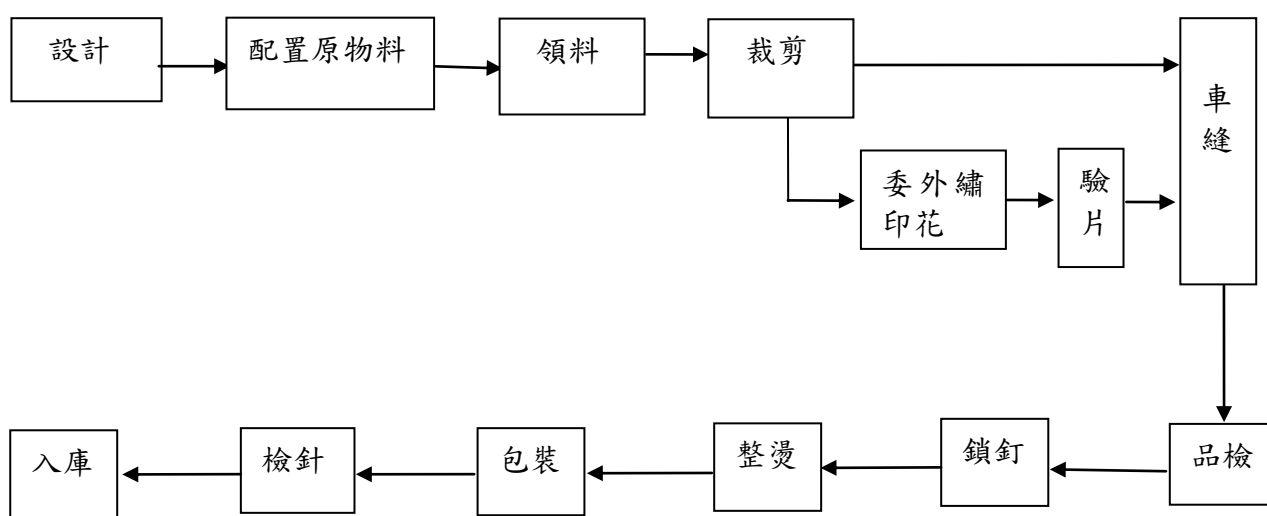 設計
配置原物料
領料
裁剪
車
縫
委外繡
印花
驗
片
品檢
鎖釘
整燙
包裝
檢針
入庫